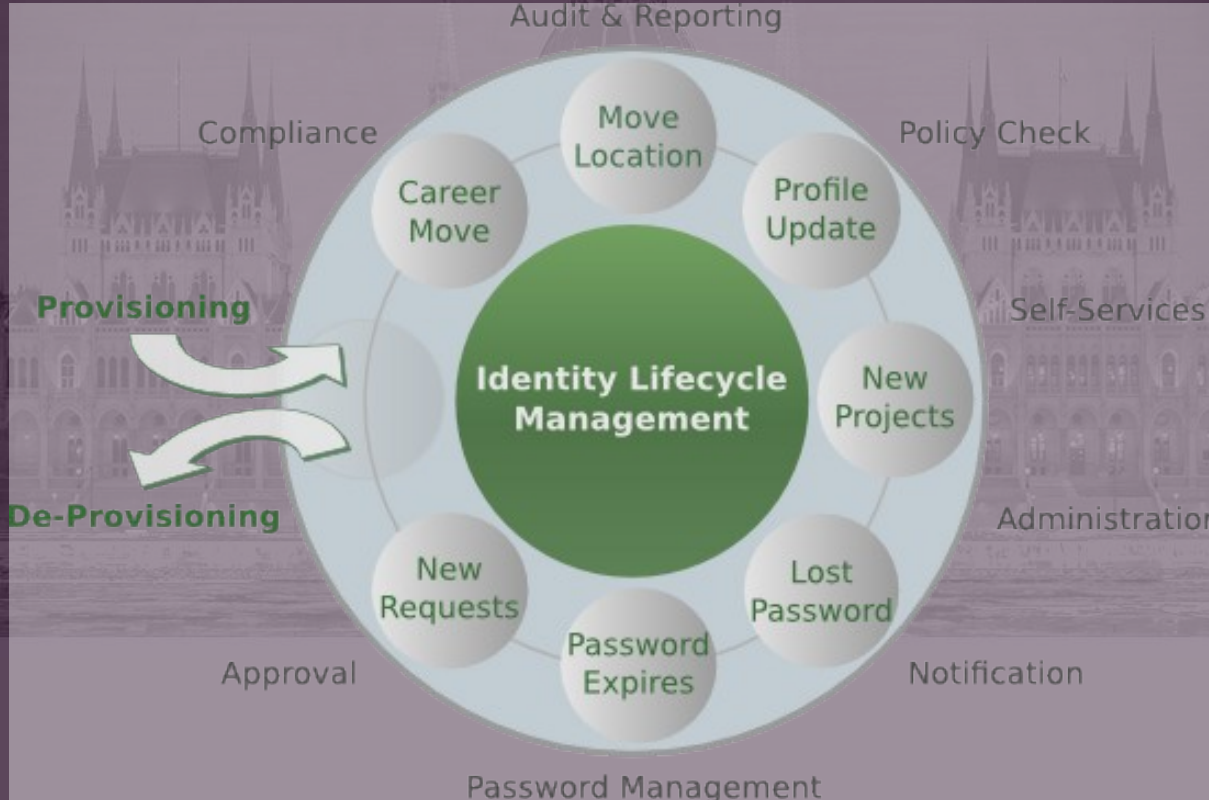 Audit & Reporting
Compliance
Policy Check
Move
Location
Career
Move
Profile
Update
Provisioning
Self-Services
Identity Lifecycle
Management
New
Projects
De-Provisioning
Administration
New
Requests
Lost
Password
Password
Expires
Approval
Notification
Password Management